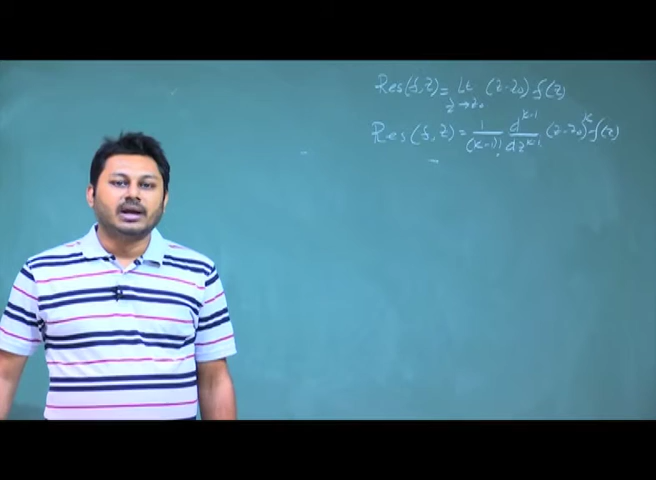 Res(f,z) = Lt (z-z₀) f(z)
z→z₀
Res(f,z) = 1/(k-1)! d^(k-1)/dz^(k-1) (z-z₀)^k f(z)